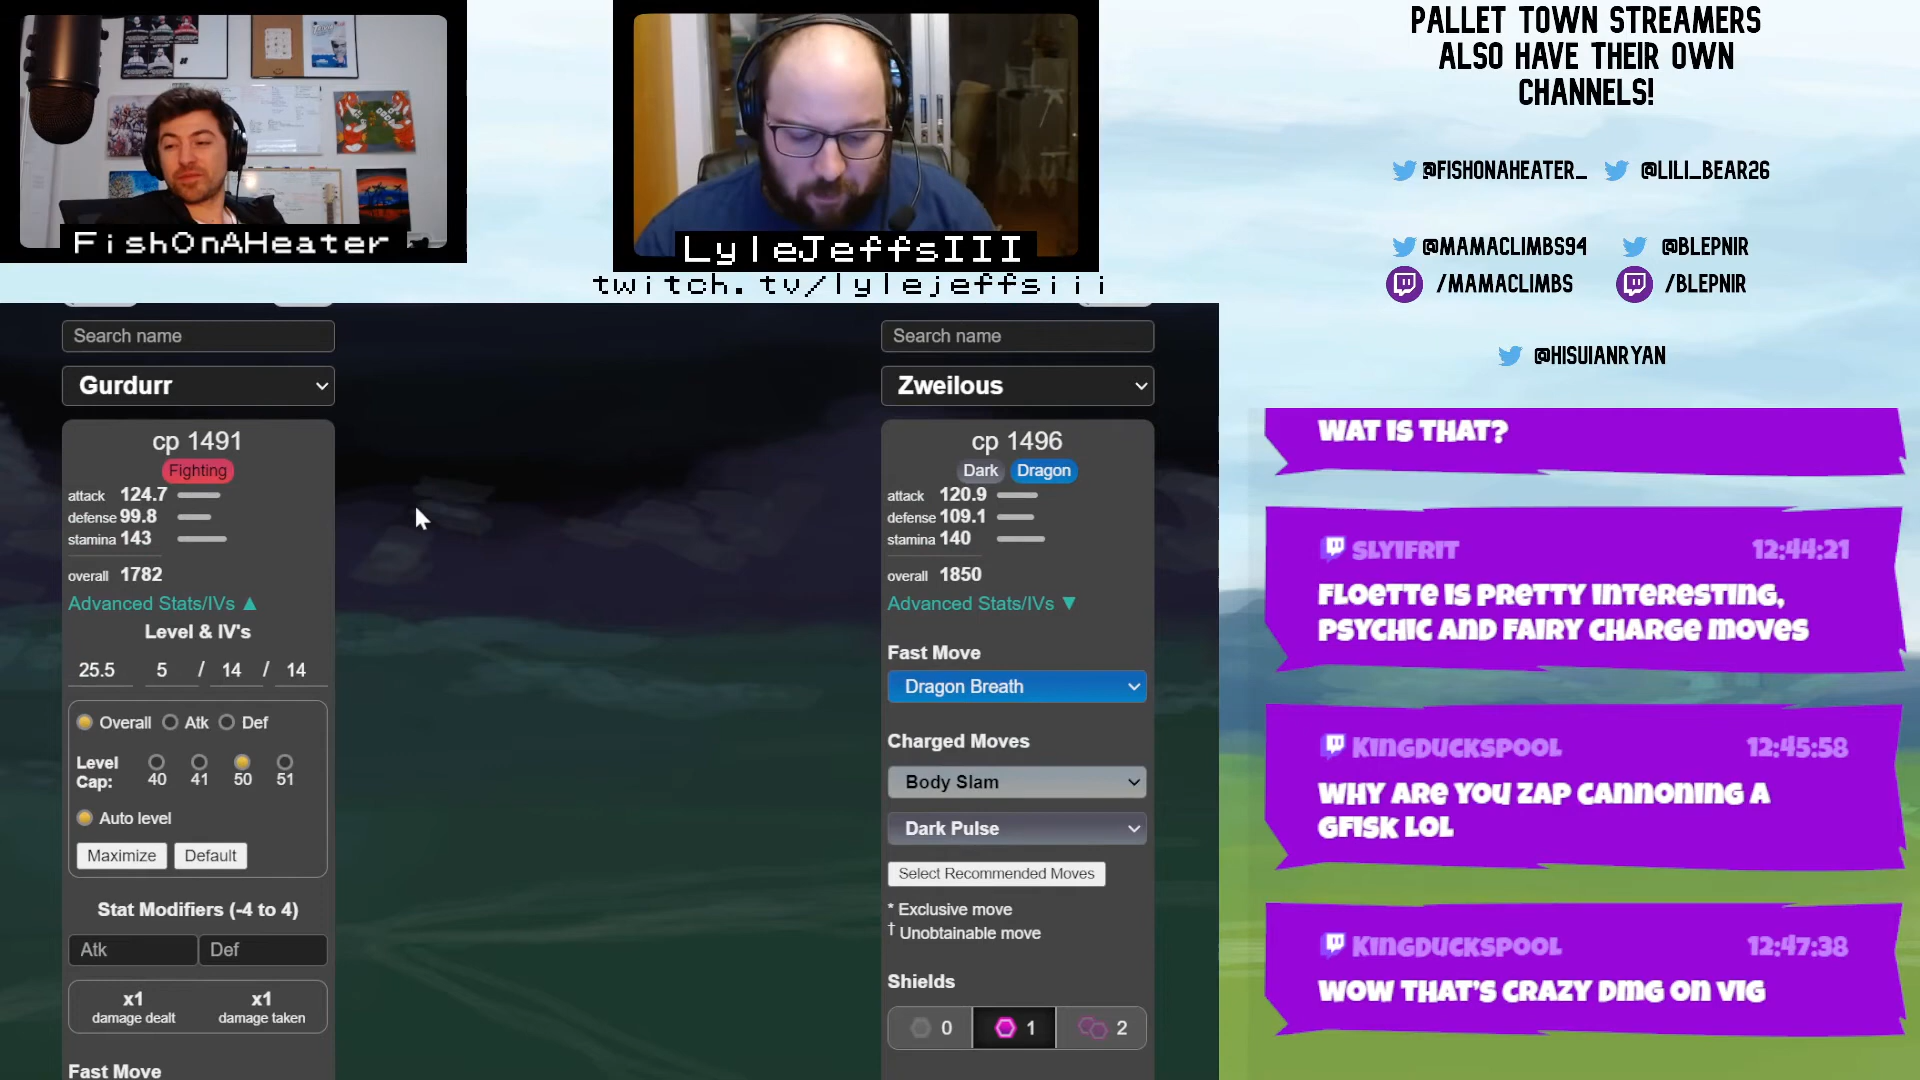 FishOnAHeater
LyleJeffsIII
twitch.tv/lylejeffsiii
PALLET TOWN STREAMERS
ALSO HAVE THEIR OWN
CHANNELS!
@FISHONAHEATER_ @LILI_BEAR26
@MAMACLIMBS94 @BLEPNIR
/MAMACLIMBS /BLEPNIR
@HISUIANRYAN
Search name
Gurdurr
cp 1491
Fighting
attack 124.7
defense 99.8
stamina 143
overall 1782
Advanced Stats/IVs ▲
Level & IV's
25.5 5 / 14 / 14
Overall Atk Def
Level
Cap:
40 41 50 51
Auto level
Maximize Default
Stat Modifiers (-4 to 4)
Atk Def
x1 x1
damage dealt damage taken
Fast Move
Search name
Zweilous
cp 1496
Dark Dragon
attack 120.9
defense 109.1
stamina 140
overall 1850
Advanced Stats/IVs ▼
Fast Move
Dragon Breath
Charged Moves
Body Slam
Dark Pulse
Select Recommended Moves
* Exclusive move
† Unobtainable move
Shields
0 1 2
WAT IS THAT?
SLYIFRIT 12:44:21
FLOETTE IS PRETTY INTERESTING,
PSYCHIC AND FAIRY CHARGE MOVES
KINGDUCKSPOOL 12:45:58
WHY ARE YOU ZAP CANNONING A
GFISK LOL
KINGDUCKSPOOL 12:47:38
WOW THAT'S CRAZY DMG ON VIG